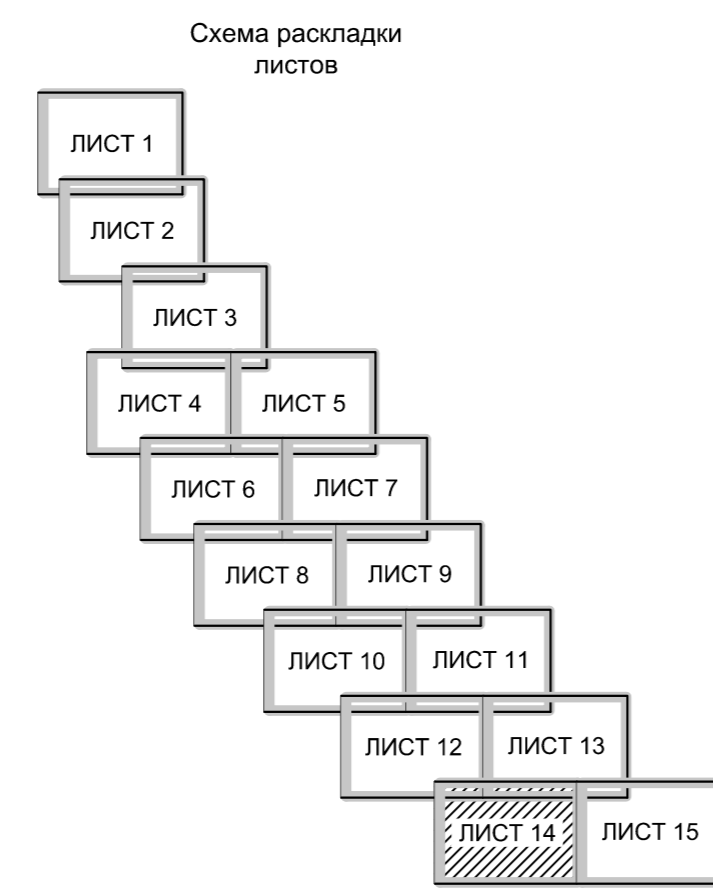 Схема раскладки
листов
ЛИСТ 1
ЛИСТ 2
ЛИСТ 3
ЛИСТ 4 ЛИСТ 5
ЛИСТ 6 ЛИСТ 7
ЛИСТ 8 ЛИСТ 9
ЛИСТ 10 ЛИСТ 11
ЛИСТ 12 ЛИСТ 13
ЛИСТ 14 ЛИСТ 15